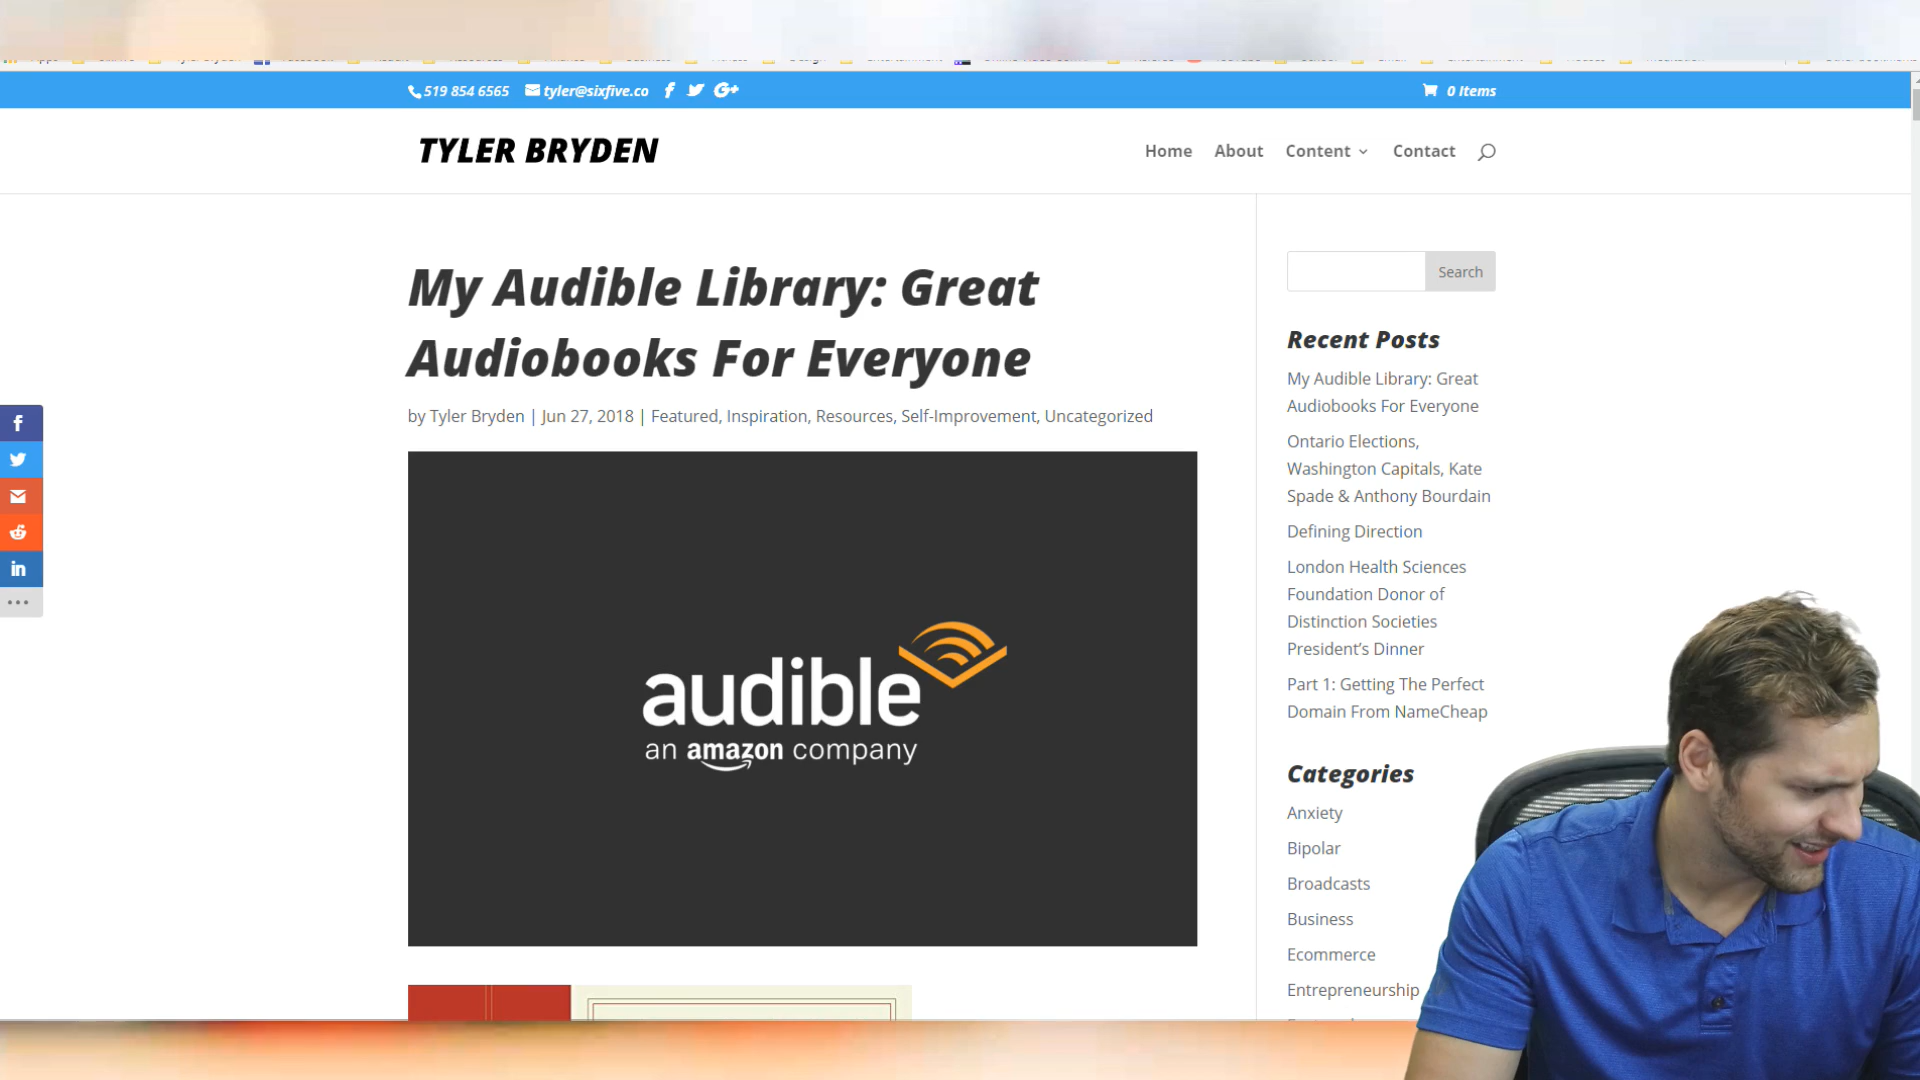 519 854 6565 tyler@sixfive.co 0 Items
TYLER BRYDEN
Home About Content Contact
My Audible Library: Great
Audiobooks For Everyone
by Tyler Bryden | Jun 27, 2018 | Featured, Inspiration, Resources, Self-Improvement, Uncategorized
audible
an amazon company
Search
Recent Posts
My Audible Library: Great
Audiobooks For Everyone
Ontario Elections,
Washington Capitals, Kate
Spade & Anthony Bourdain
Defining Direction
London Health Sciences
Foundation Donor of
Distinction Societies
President's Dinner
Part 1: Getting The Perfect
Domain From NameCheap
Categories
Anxiety
Bipolar
Broadcasts
Business
Ecommerce
Entrepreneurship